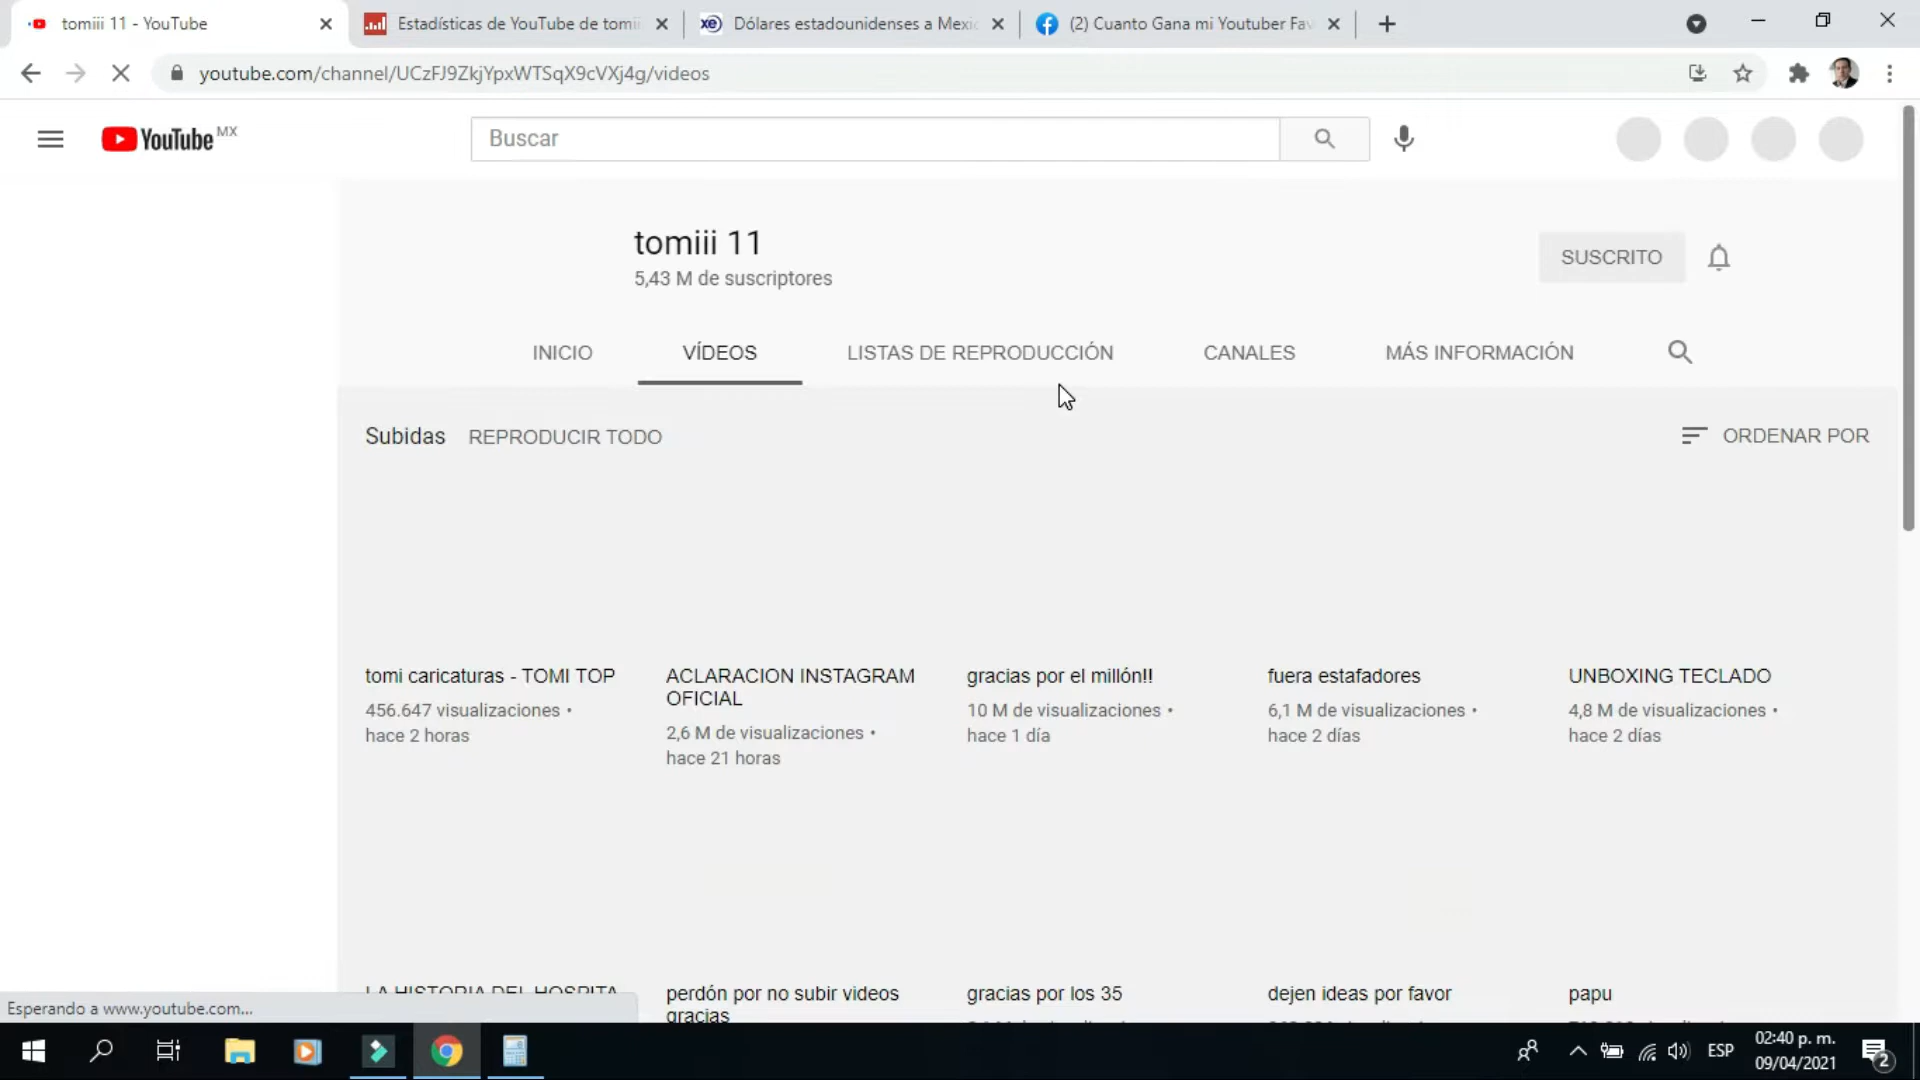 tomiii 11 - YouTube
Estadísticas de YouTube de tomi
Dólares estadounidenses a Mexic
(2) Cuanto Gana mi Youtuber Fav
youtube.com/channel/UCzFJ9ZkjYpxWTSqX9cVXj4g/videos
YouTube MX
Buscar
tomiii 11
5,43 M de suscriptores
SUSCRITO
INICIO
VÍDEOS
LISTAS DE REPRODUCCIÓN
CANALES
MÁS INFORMACIÓN
Subidas
REPRODUCIR TODO
ORDENAR POR
tomi caricaturas - TOMI TOP
456.647 visualizaciones •
hace 2 horas
ACLARACION INSTAGRAM
OFICIAL
2,6 M de visualizaciones •
hace 21 horas
gracias por el millón!!
10 M de visualizaciones •
hace 1 día
fuera estafadores
6,1 M de visualizaciones •
hace 2 días
UNBOXING TECLADO
4,8 M de visualizaciones •
hace 2 días
LA HISTORIA DEL HOSPITA
perdón por no subir videos
gracias
gracias por los 35
dejen ideas por favor
papu
Esperando a www.youtube.com...
ESP
02:40 p. m.
09/04/2021
2